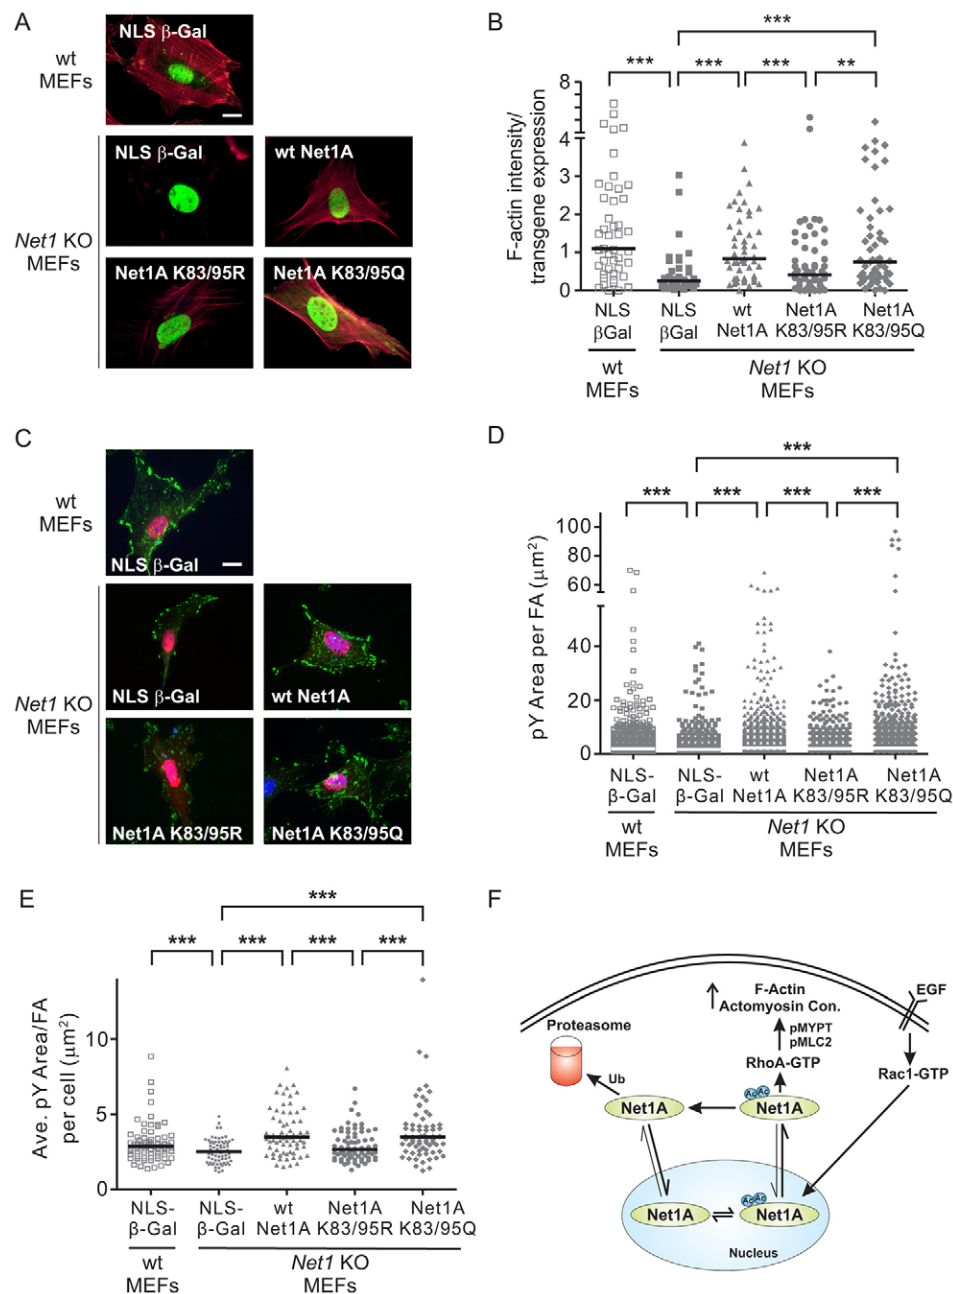 A
NLS β-Gal
wt
MEFs
NLS β-Gal
wt Net1A
Net1 KO
MEFs
Net1A K83/95R
Net1A K83/95Q
B
***
***
***
***
**
F-actin intensity/
transgene expression
8
4
3
2
1
0
NLS
βGal
NLS
βGal
wt
Net1A
Net1A
K83/95R
Net1A
K83/95Q
wt
MEFs
Net1 KO
MEFs
C
wt
MEFs
NLS β-Gal
Net1 KO
MEFs
NLS β-Gal
wt Net1A
Net1A K83/95R
Net1A K83/95Q
D
***
***
***
***
***
pY Area per FA (μm²)
100
80
60
40
20
0
NLS-
β-Gal
NLS-
β-Gal
wt
Net1A
Net1A
K83/95R
Net1A
K83/95Q
wt
MEFs
Net1 KO
MEFs
E
***
***
***
***
***
Ave. pY Area/FA
per cell (μm²)
10
5
0
NLS-
β-Gal
NLS-
β-Gal
wt
Net1A
Net1A
K83/95R
Net1A
K83/95Q
wt
MEFs
Net1 KO
MEFs
F
EGF
F-Actin
Actomyosin Con.
pMYPT
pMLC2
Proteasome
RhoA-GTP
Rac1-GTP
Ub
Ac Ac
Net1A
Net1A
Ac Ac
Net1A
Net1A
Nucleus